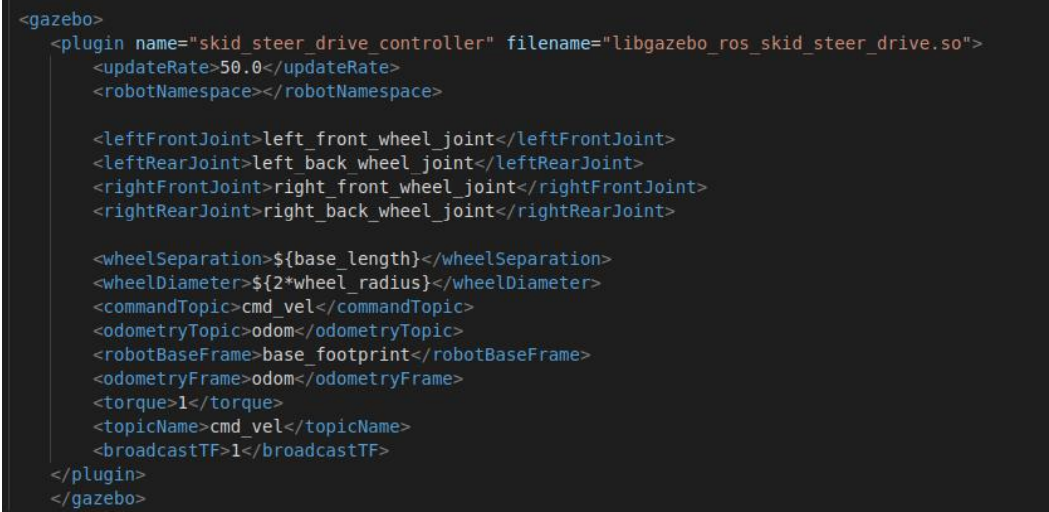 <gazebo>
<plugin name="skid_steer_drive_controller" filename="libgazebo_ros_skid_steer_drive.so">
<updateRate>50.0</updateRate>
<robotNamespace></robotNamespace>
<leftFrontJoint>left_front_wheel_joint</leftFrontJoint>
<leftRearJoint>left_back_wheel_joint</leftRearJoint>
<rightFrontJoint>right_front_wheel_joint</rightFrontJoint>
<rightRearJoint>right_back_wheel_joint</rightRearJoint>
<wheelSeparation>${base_length}</wheelSeparation>
<wheelDiameter>${2*wheel_radius}</wheelDiameter>
<commandTopic>cmd_vel</commandTopic>
<odometryTopic>odom</odometryTopic>
<robotBaseFrame>base_footprint</robotBaseFrame>
<odometryFrame>odom</odometryFrame>
<torque>1</torque>
<topicName>cmd_vel</topicName>
<broadcastTF>1</broadcastTF>
</plugin>
</gazebo>